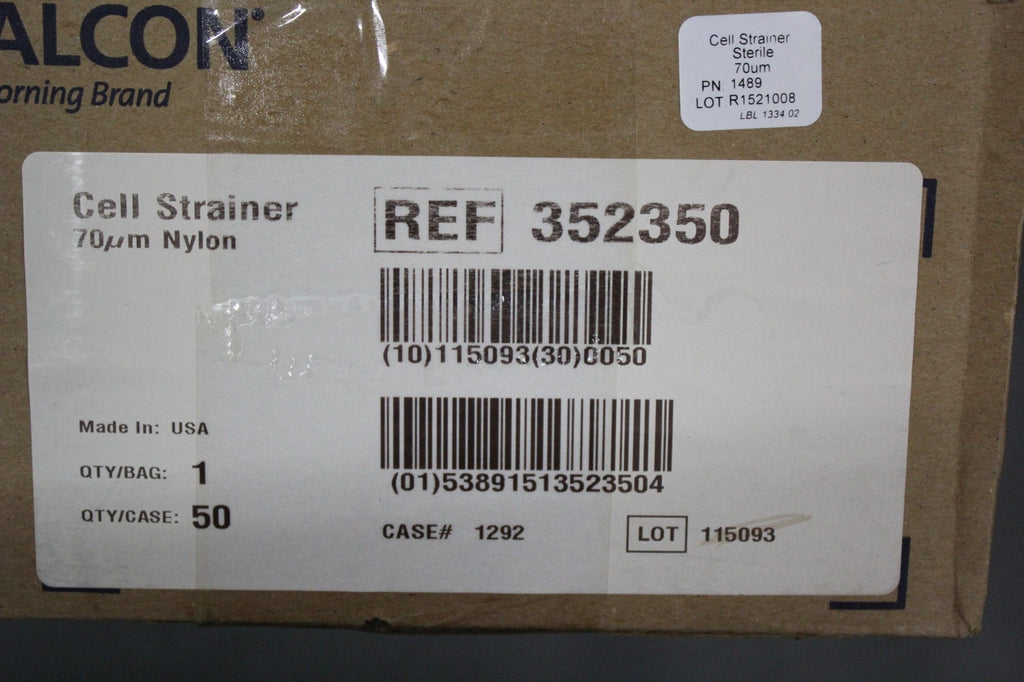 ALCON®
orning Brand
Cell Strainer
Sterile
70um
PN: 1489
LOT R1521008
LBL 1334 02
Cell Strainer
70µm Nylon
REF 352350
(10)115093(30)0050
Made In: USA
(01)53891513523504
QTY/BAG: 1
QTY/CASE: 50
CASE# 1292
LOT 115093